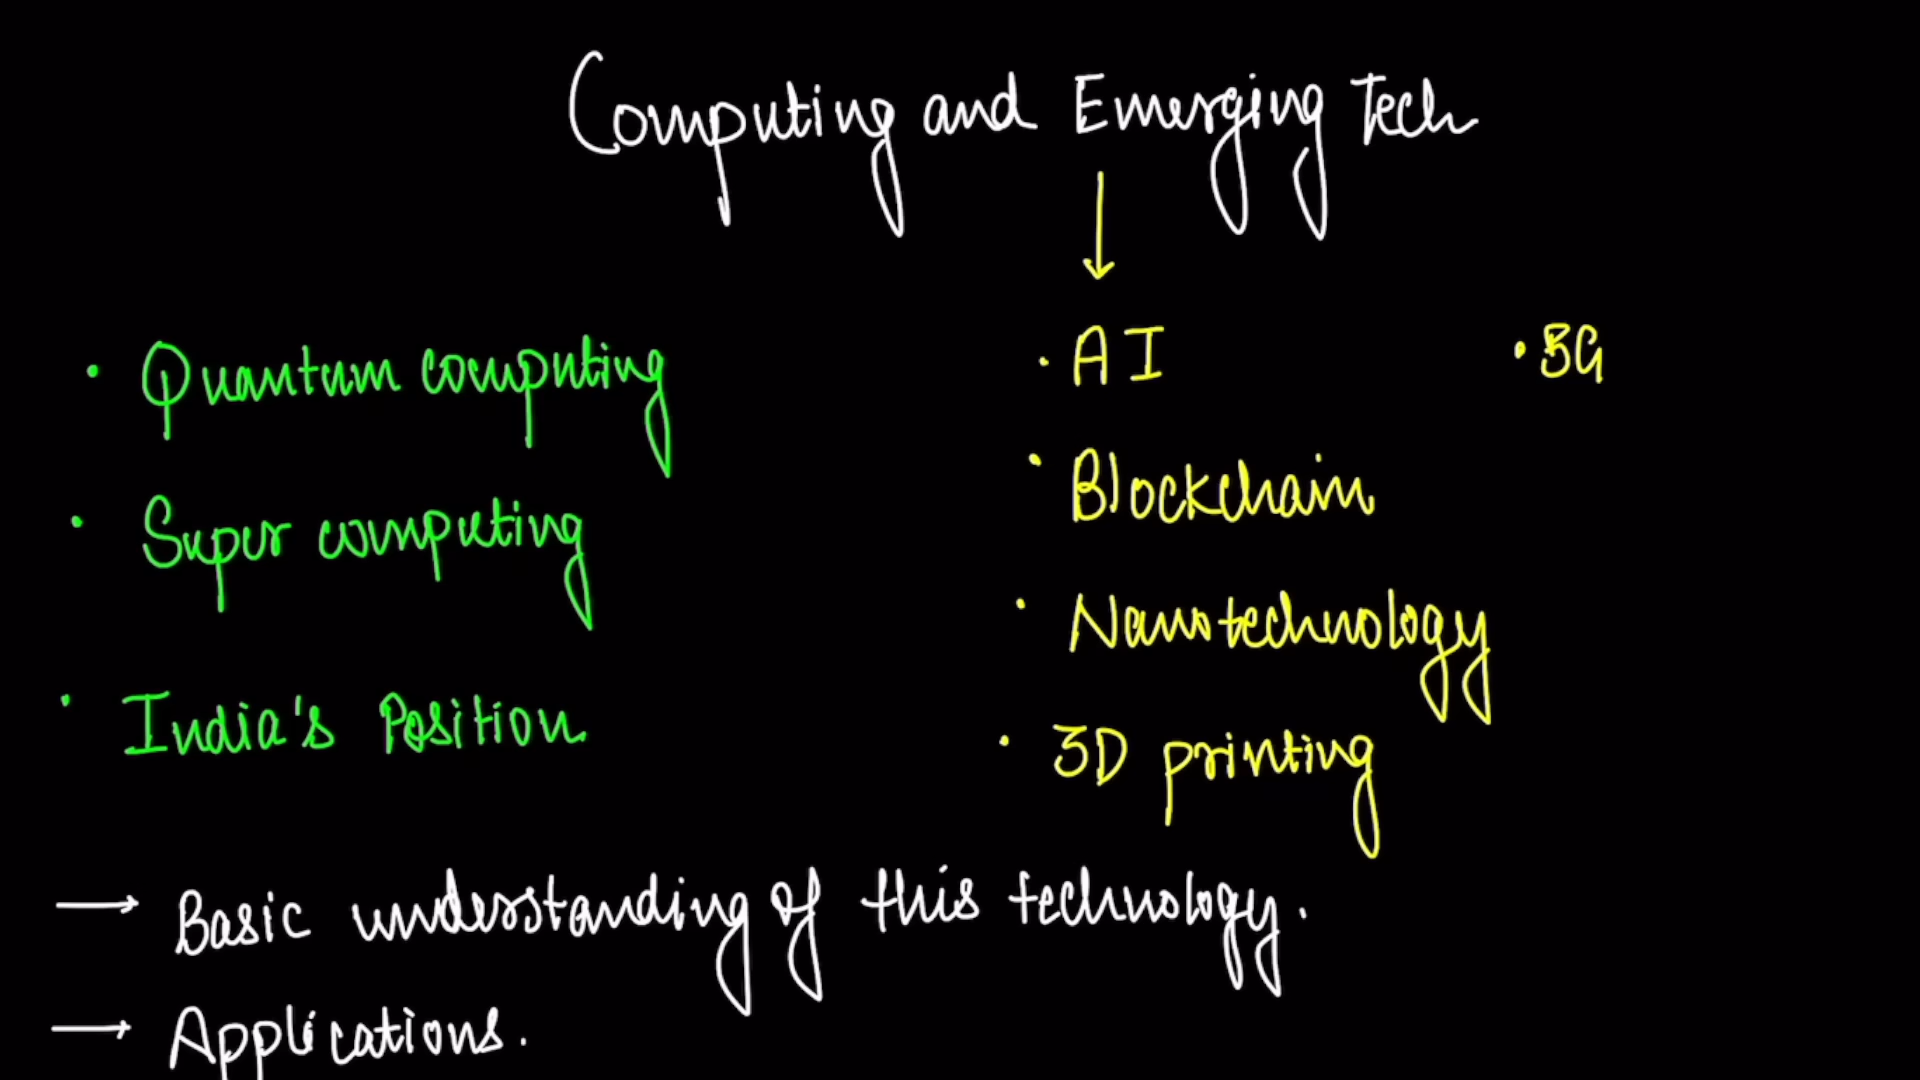 Computing and Emerging Tech
• Quantum computing
• Super computing
• India's Position
• AI
• Blockchain
• Nanotechnology
• 3D printing
• 5G
→ Basic understanding of this technology.
→ Applications.